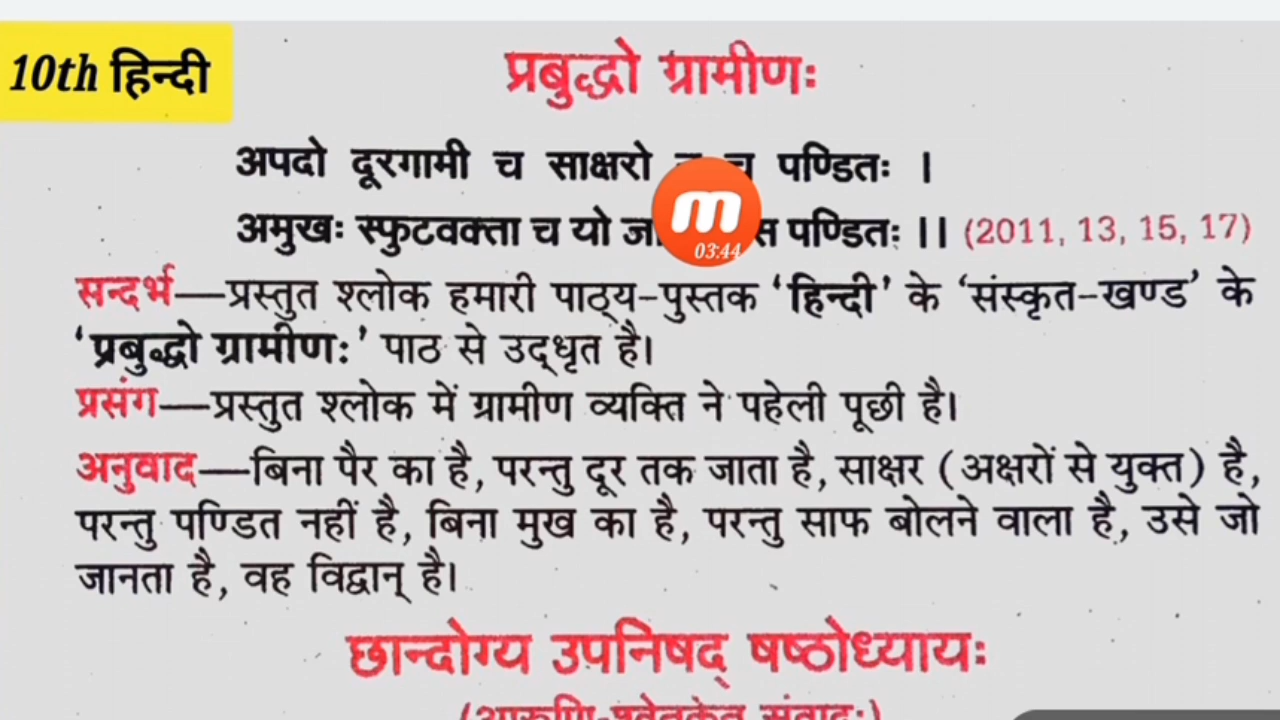 10th हिन्दी
प्रबुद्धो ग्रामीणः
अपदो दूरगामी च साक्षरो च पण्डितः ।
अमुखः स्फुटवक्ता च यो स पण्डितः ।। (2011, 13, 15, 17)
03:44
सन्दर्भ—प्रस्तुत श्लोक हमारी पाठ्य-पुस्तक ‘हिन्दी’ के ‘संस्कृत-खण्ड’ के
‘प्रबुद्धो ग्रामीणः’ पाठ से उद्धृत है।
प्रसंग—प्रस्तुत श्लोक में ग्रामीण व्यक्ति ने पहेली पूछी है।
अनुवाद—बिना पैर का है, परन्तु दूर तक जाता है, साक्षर (अक्षरों से युक्त) है,
परन्तु पण्डित नहीं है, बिना मुख का है, परन्तु साफ बोलने वाला है, उसे जो
जानता है, वह विद्वान् है।
छान्दोग्य उपनिषद् षष्ठोध्यायः